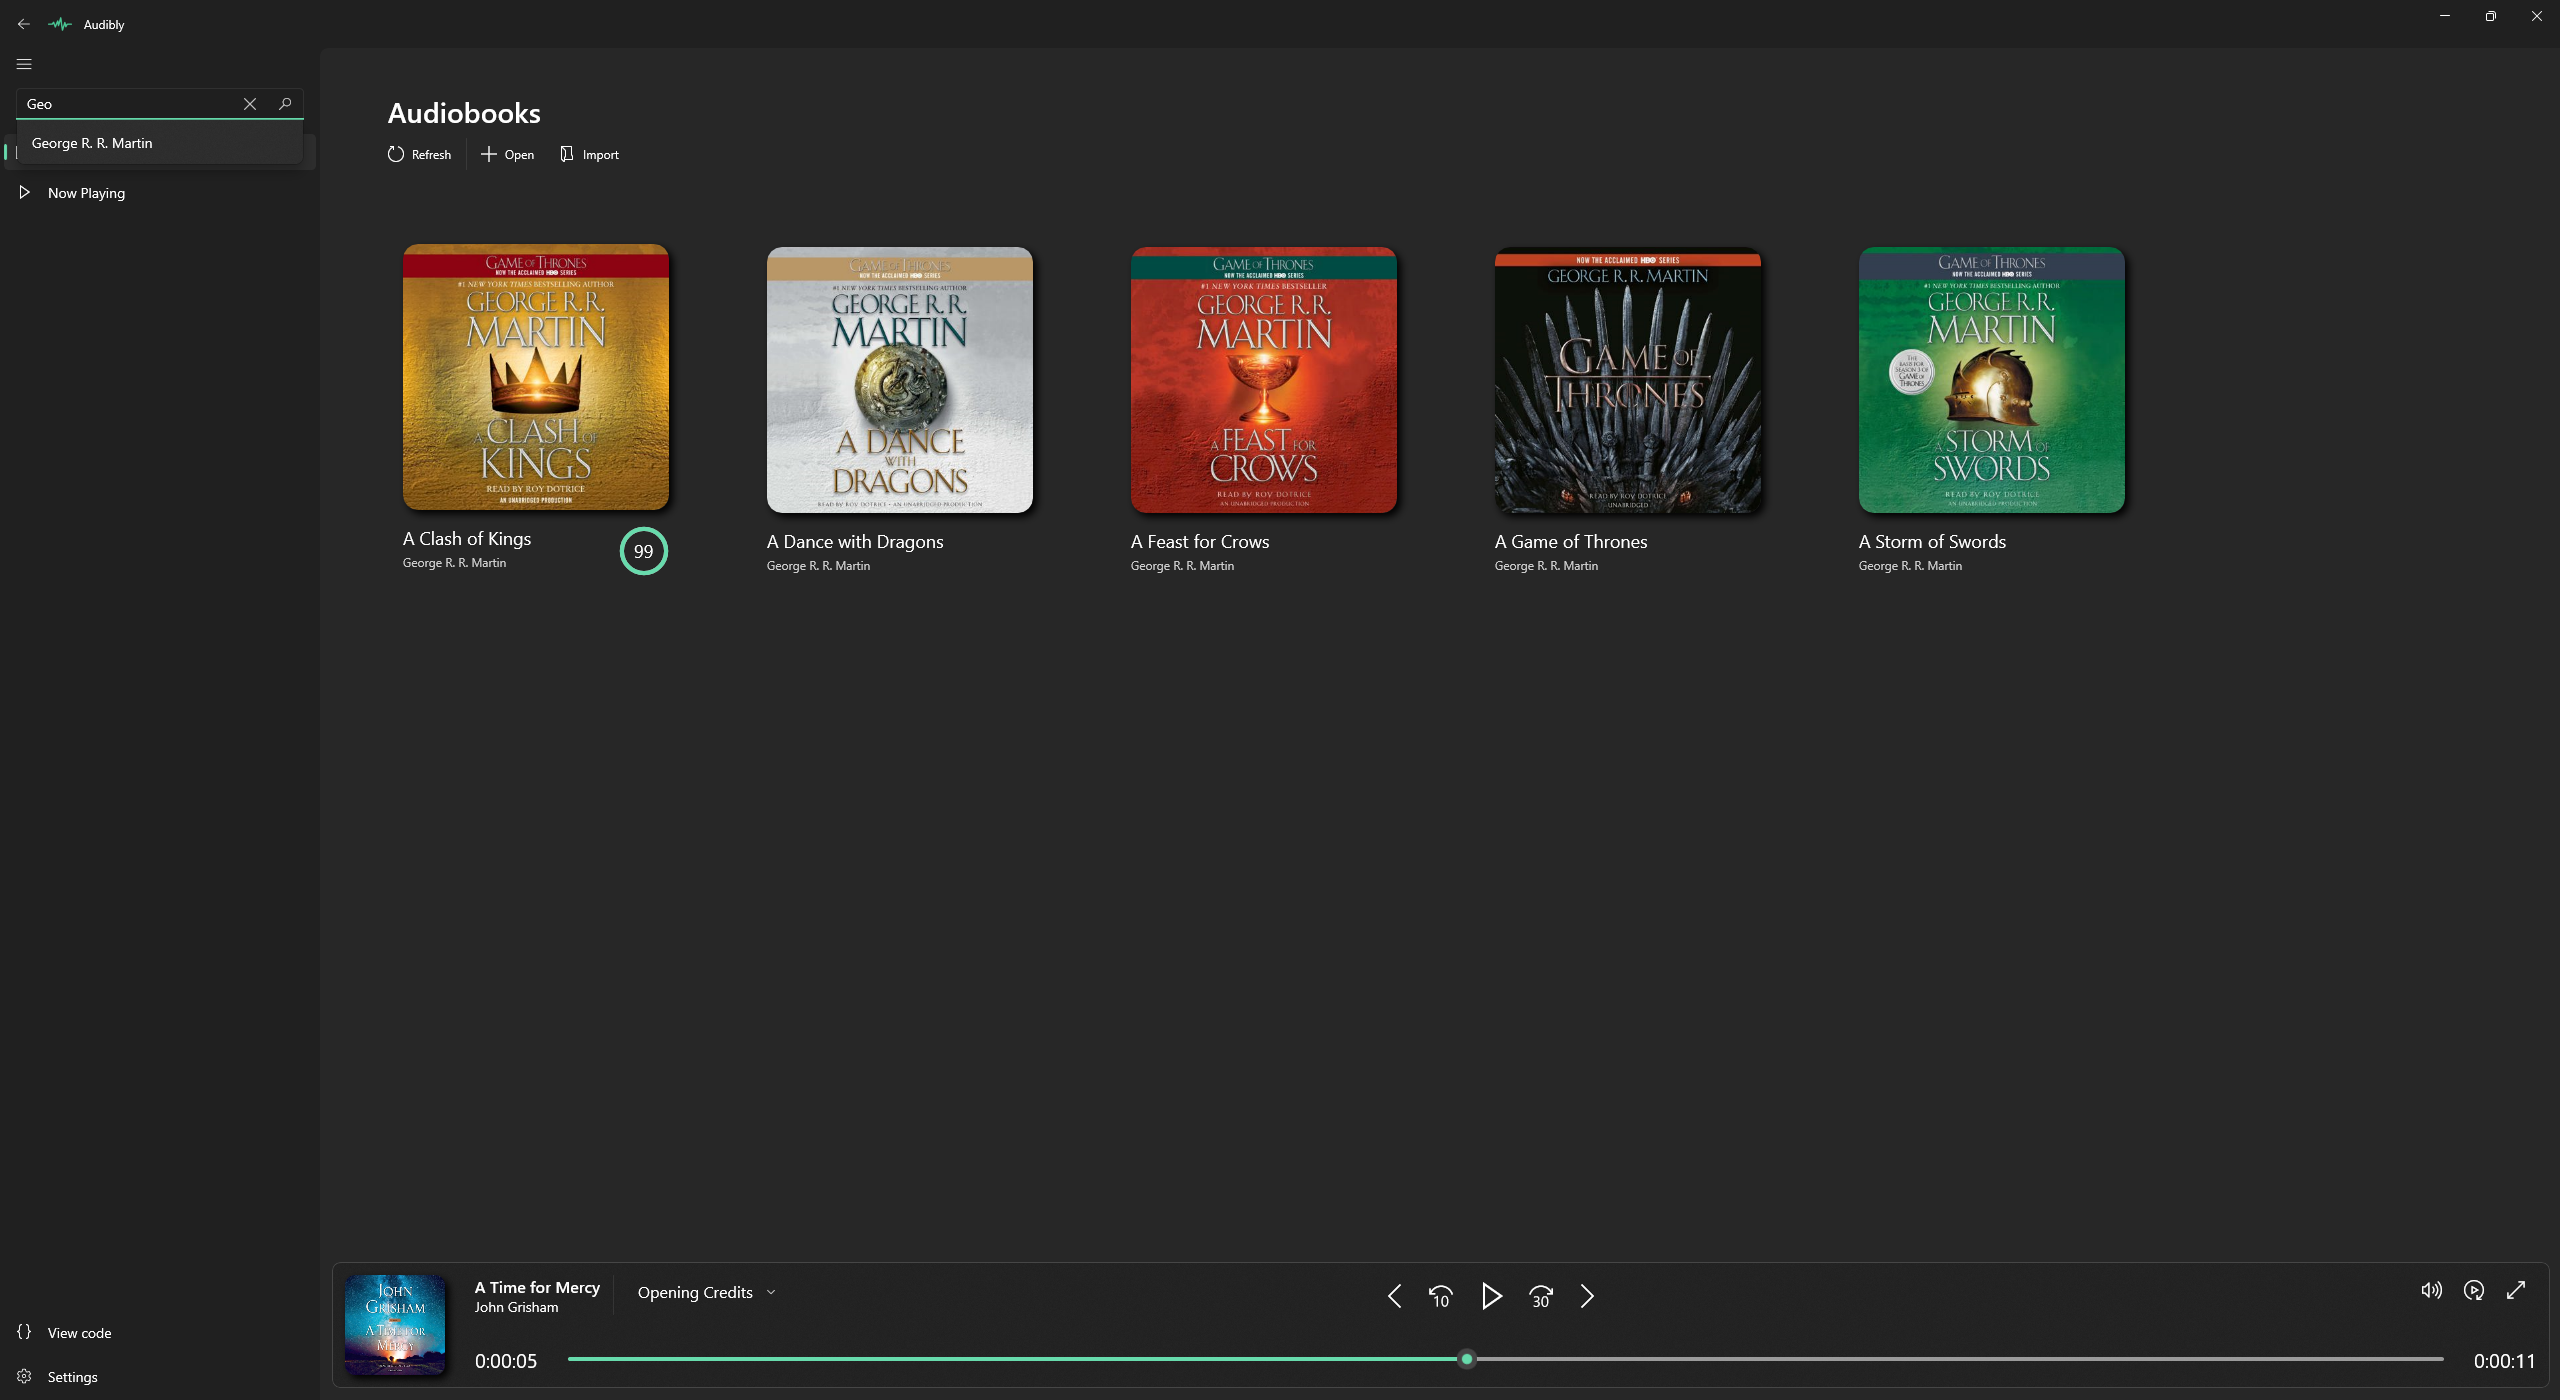 Audibly
Geo
George R. R. Martin
Now Playing
Audiobooks
Refresh
Open
Import
GAME OF THRONES
NOW THE ACCLAIMED HBO SERIES
#1 NEW YORK TIMES BESTSELLING AUTHOR
GEORGE R.R.
MARTIN
A CLASH OF
KINGS
READ BY ROY DOTRICE
AN UNABRIDGED PRODUCTION
A Clash of Kings
George R. R. Martin
99
GAME OF THRONES
NOW THE ACCLAIMED HBO SERIES
#1 NEW YORK TIMES BESTSELLING AUTHOR
GEORGE R.R.
MARTIN
A DANCE
WITH
DRAGONS
READ BY ROY DOTRICE • AN UNABRIDGED PRODUCTION
A Dance with Dragons
George R. R. Martin
GAME OF THRONES
NOW THE ACCLAIMED HBO SERIES
#1 NEW YORK TIMES BESTSELLER
GEORGE R.R.
MARTIN
A FEAST FOR
CROWS
READ BY ROY DOTRICE
AN UNABRIDGED PRODUCTION
A Feast for Crows
George R. R. Martin
NOW THE ACCLAIMED HBO SERIES
GEORGE R. R. MARTIN
GAME OF
THRONES
READ BY ROY DOTRICE
UNABRIDGED
A Game of Thrones
George R. R. Martin
GAME OF THRONES
NOW THE ACCLAIMED HBO SERIES
#1 NEW YORK TIMES BESTSELLING AUTHOR
GEORGE R.R.
MARTIN
THE
BASIS FOR
SEASON 3 OF
GAME OF
THRONES
A STORM OF
SWORDS
READ BY ROY DOTRICE
AN UNABRIDGED PRODUCTION
A Storm of Swords
George R. R. Martin
View code
Settings
JOHN
GRISHAM
A TIME FOR
MERCY
A Time for Mercy
John Grisham
Opening Credits
10
30
0:00:05
0:00:11